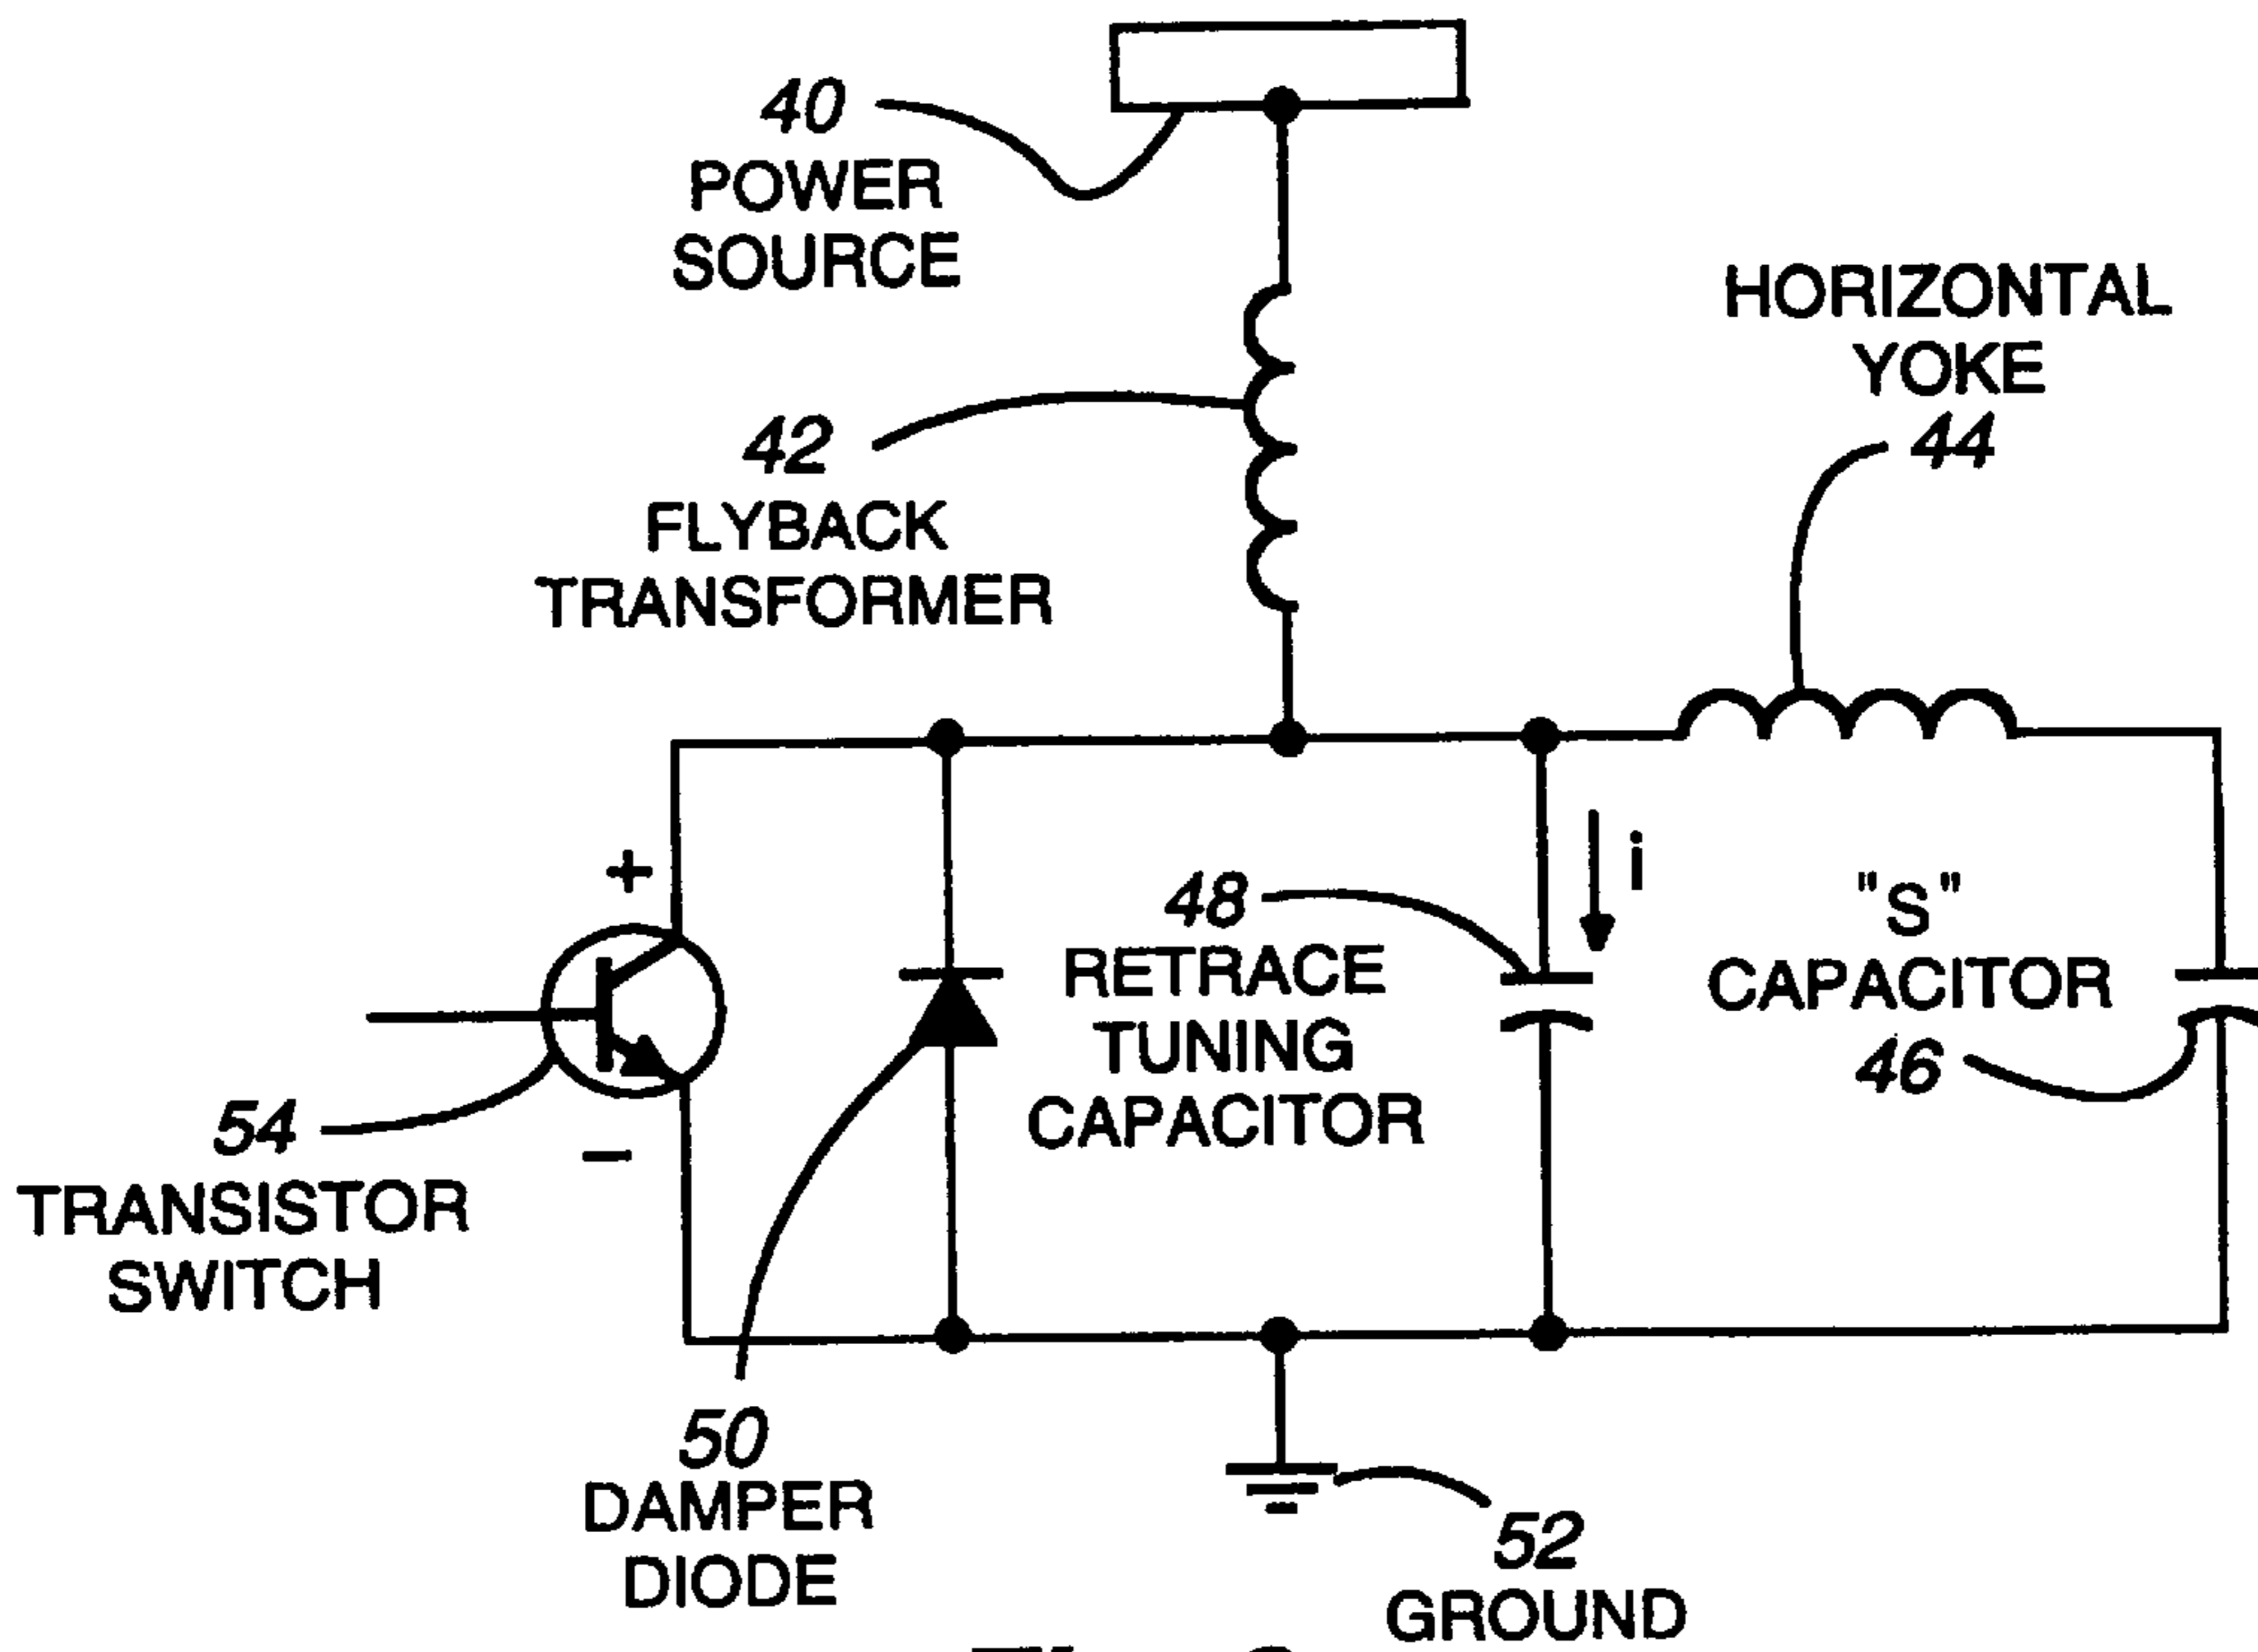 40
POWER
SOURCE
HORIZONTAL
YOKE
44
42
FLYBACK
TRANSFORMER
+
i
48
RETRACE
TUNING
CAPACITOR
"S"
CAPACITOR
46
54
–
TRANSISTOR
SWITCH
50
DAMPER
DIODE
52
GROUND